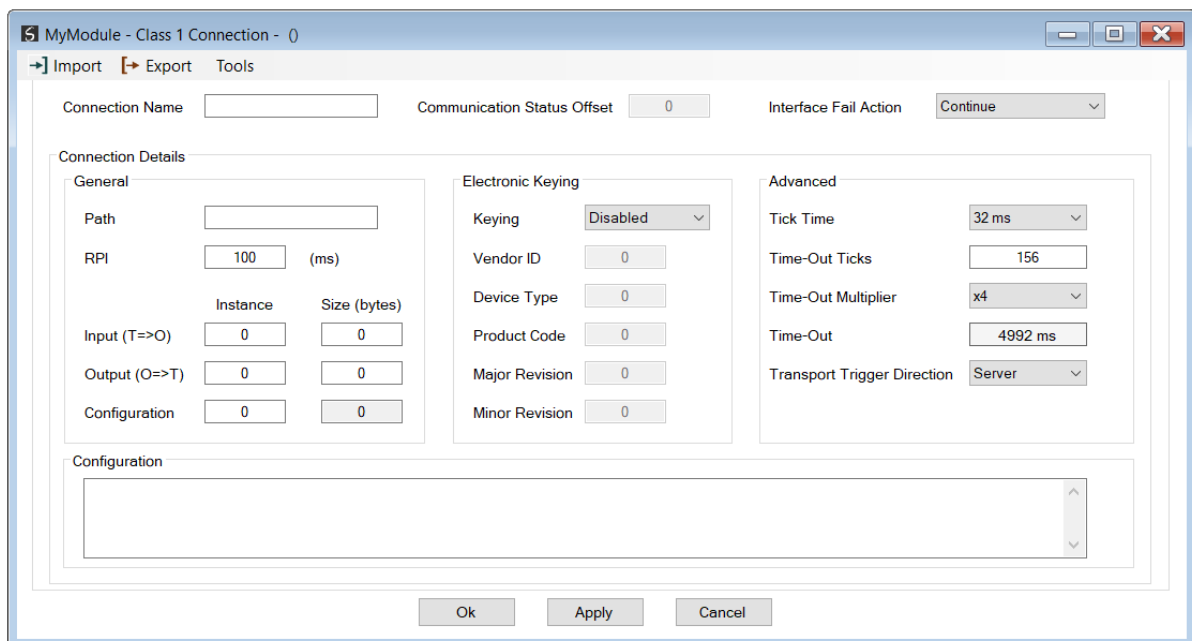 MyModule - Class 1 Connection - ()
Import Export Tools
Connection Name Communication Status Offset 0 Interface Fail Action Continue
Connection Details
General Electronic Keying Advanced
Path Keying Disabled Tick Time 32 ms
RPI 100 (ms) Vendor ID 0 Time-Out Ticks 156
Instance Size (bytes) Device Type 0 Time-Out Multiplier x4
Input (T=>O) 0 0 Product Code 0 Time-Out 4992 ms
Output (O=>T) 0 0 Major Revision 0 Transport Trigger Direction Server
Configuration 0 0 Minor Revision 0
Configuration
Ok Apply Cancel